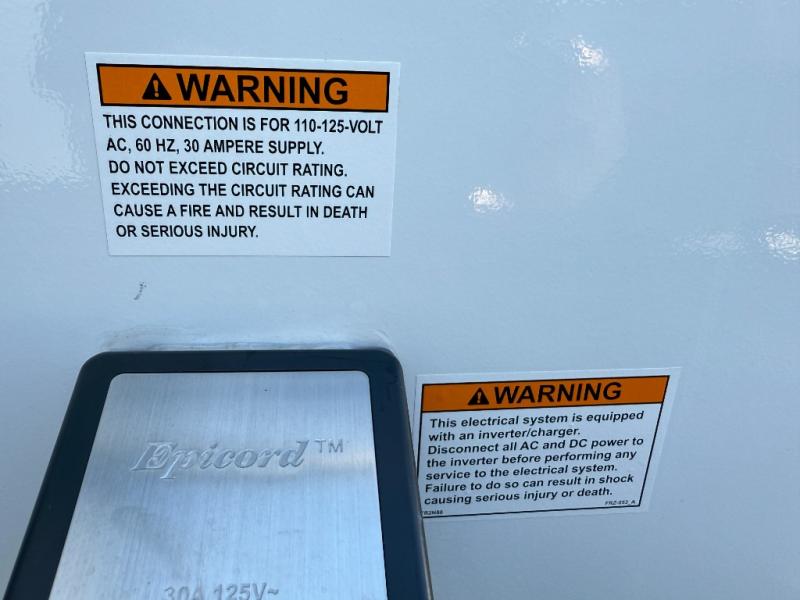 WARNING
THIS CONNECTION IS FOR 110-125-VOLT
AC, 60 HZ, 30 AMPERE SUPPLY.
DO NOT EXCEED CIRCUIT RATING.
EXCEEDING THE CIRCUIT RATING CAN
CAUSE A FIRE AND RESULT IN DEATH
OR SERIOUS INJURY.
WARNING
This electrical system is equipped
with an inverter/charger.
Disconnect all AC and DC power to
the inverter before performing any
service to the electrical system.
Failure to do so can result in shock
causing serious injury or death.
Epicord™
30A 125V~